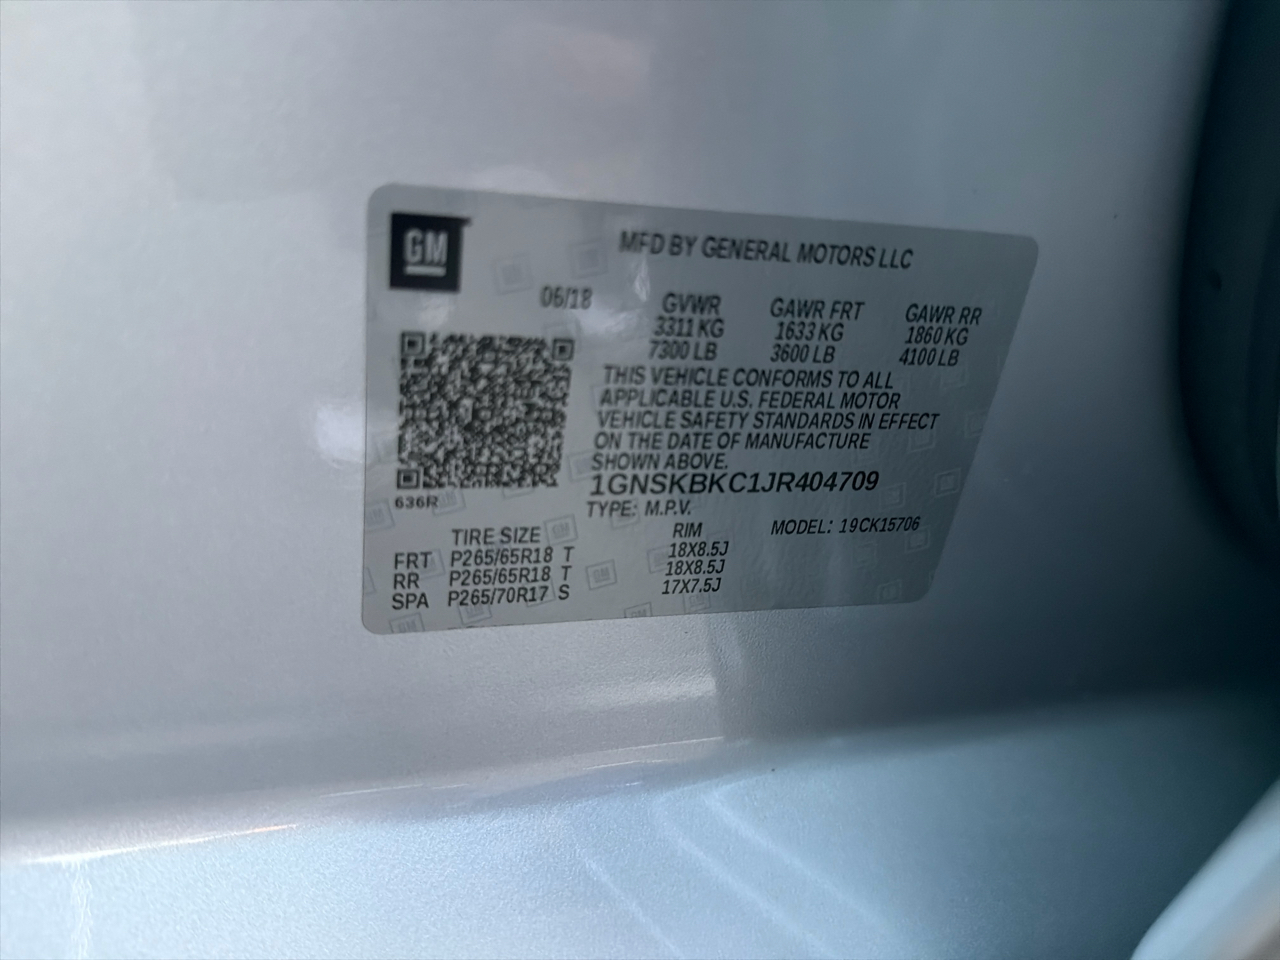 GM
MFD BY GENERAL MOTORS LLC
06/18 GVWR GAWR FRT GAWR RR
3311 KG 1633 KG 1860 KG
7300 LB 3600 LB 4100 LB
THIS VEHICLE CONFORMS TO ALL
APPLICABLE U.S. FEDERAL MOTOR
VEHICLE SAFETY STANDARDS IN EFFECT
ON THE DATE OF MANUFACTURE
SHOWN ABOVE.
1GNSKBKC1JR404709
636R
TYPE: M.P.V.
MODEL: 19CK15706
TIRE SIZE RIM
FRT P265/65R18 T 18X8.5J
RR P265/65R18 T 18X8.5J
SPA P265/70R17 S 17X7.5J